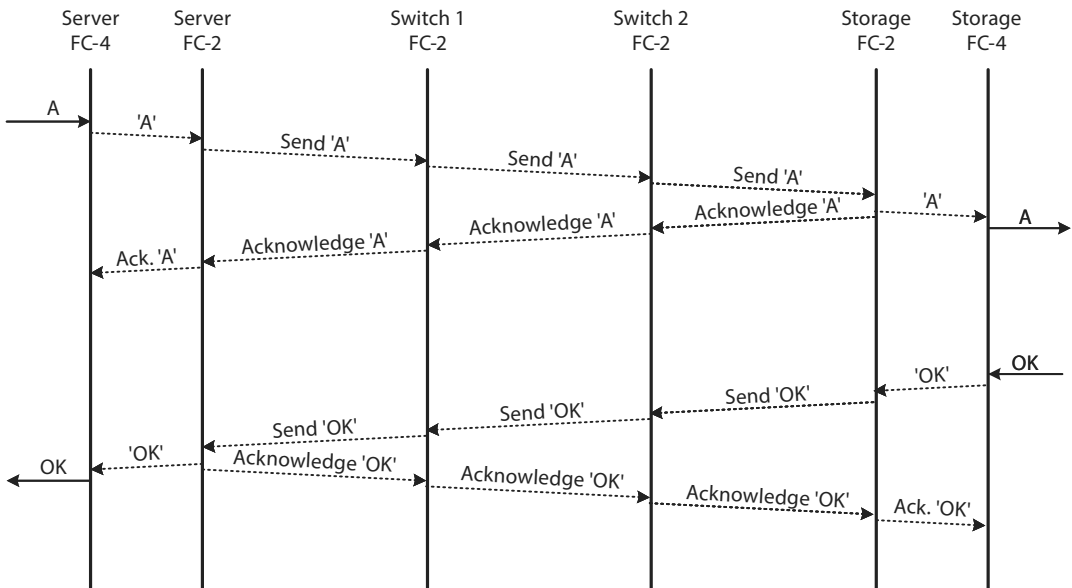 Server Server Switch 1 Switch 2 Storage Storage
FC-4 FC-2 FC-2 FC-2 FC-2 FC-4
A
'A'
Send 'A'
Send 'A'
Send 'A'
'A'
A
Acknowledge 'A'
Acknowledge 'A'
Acknowledge 'A'
Ack. 'A'
OK
'OK'
Send 'OK'
Send 'OK'
Send 'OK'
'OK'
OK
Acknowledge 'OK'
Acknowledge 'OK'
Acknowledge 'OK'
Ack. 'OK'